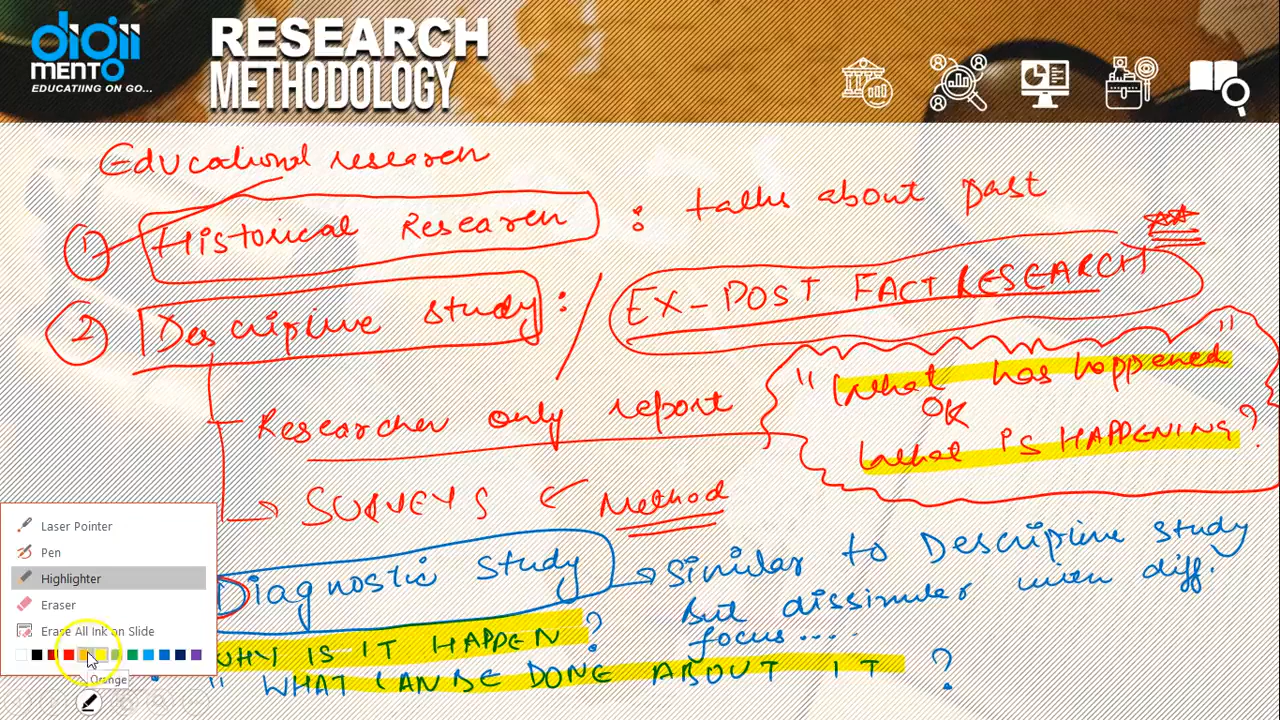 digii
MENTO
EDUCATIING ON GO...
RESEARCH
METHODOLOGY
Educational research
1 Historical Research : talks about past
2 Descriptive study : / EX-POST FACT RESEARCH
"What has happened"
OR
What is HAPPENING?
Researcher only report
SURVEYS ← Method
Diagnostic study → similar to Descriptive study
But dissimilar with diff.
focus....
WHY IS IT HAPPEN ?
" WHAT CAN BE DONE ABOUT IT ?
Laser Pointer
Pen
Highlighter
Eraser
Erase All Ink on Slide
Orange